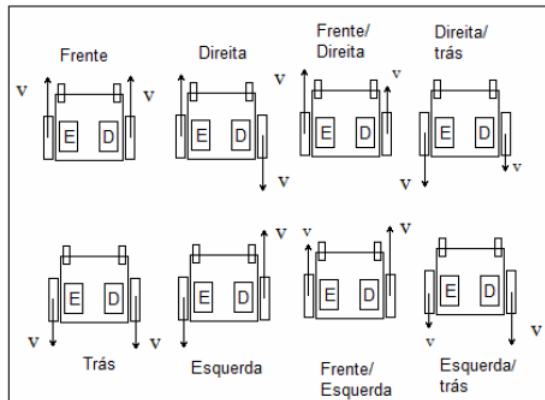 Frente
Direita
Frente/
Direita
Direita/
trás
v v v v
E D E D E D E D
v v v
v v v v
E D E D E D E D
v v v v
Trás
Esquerda
Frente/
Esquerda
Esquerda/
trás